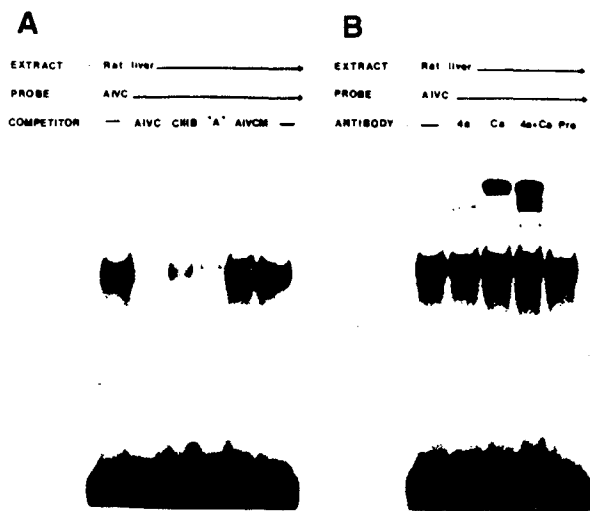 A
EXTRACT Rat liver
PROBE AIVC
COMPETITOR — AIVC CIIIB "A" AIVCM —
B
EXTRACT Rat liver
PROBE AIVC
ANTIBODY — 4a Ca 4a+Ca Pre